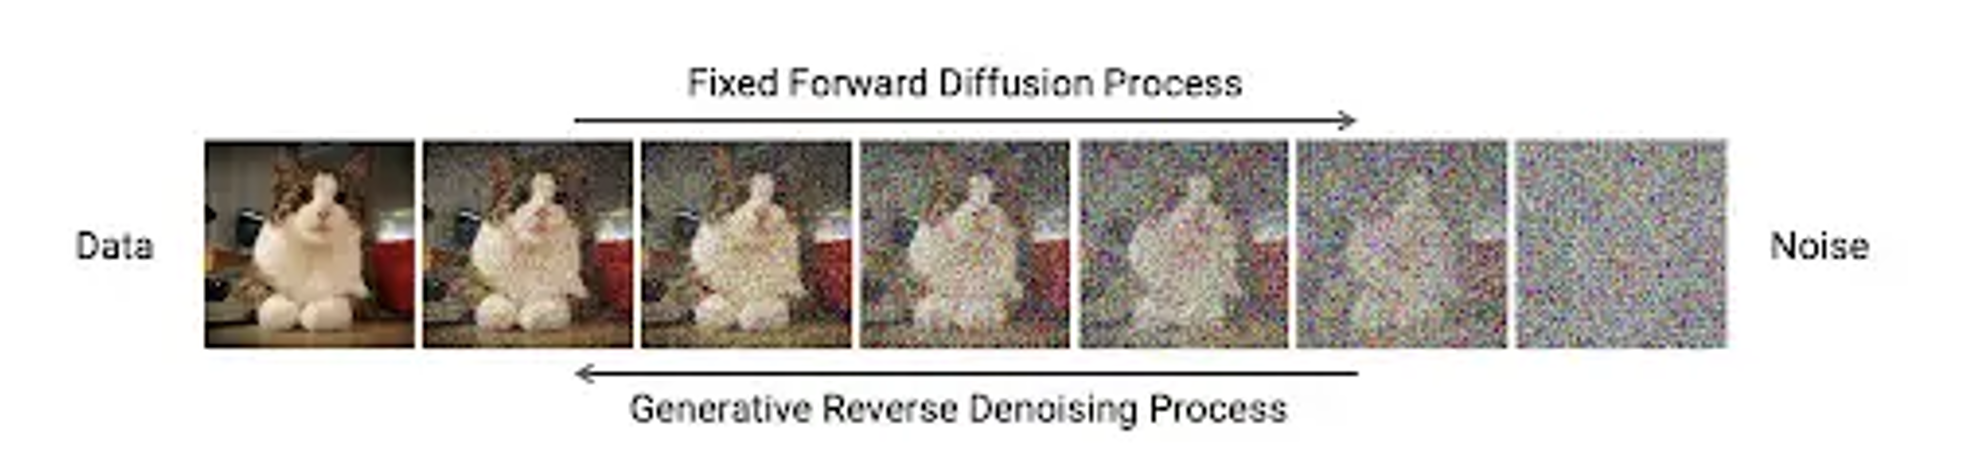 Fixed Forward Diffusion Process
Data
Noise
Generative Reverse Denoising Process